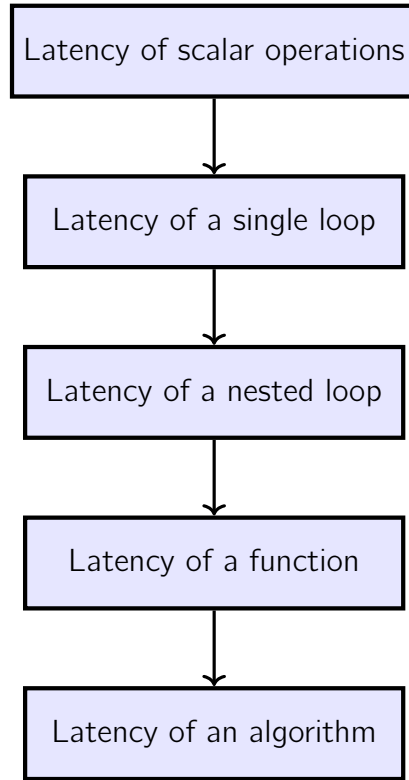 Latency of scalar operations
Latency of a single loop
Latency of a nested loop
Latency of a function
Latency of an algorithm